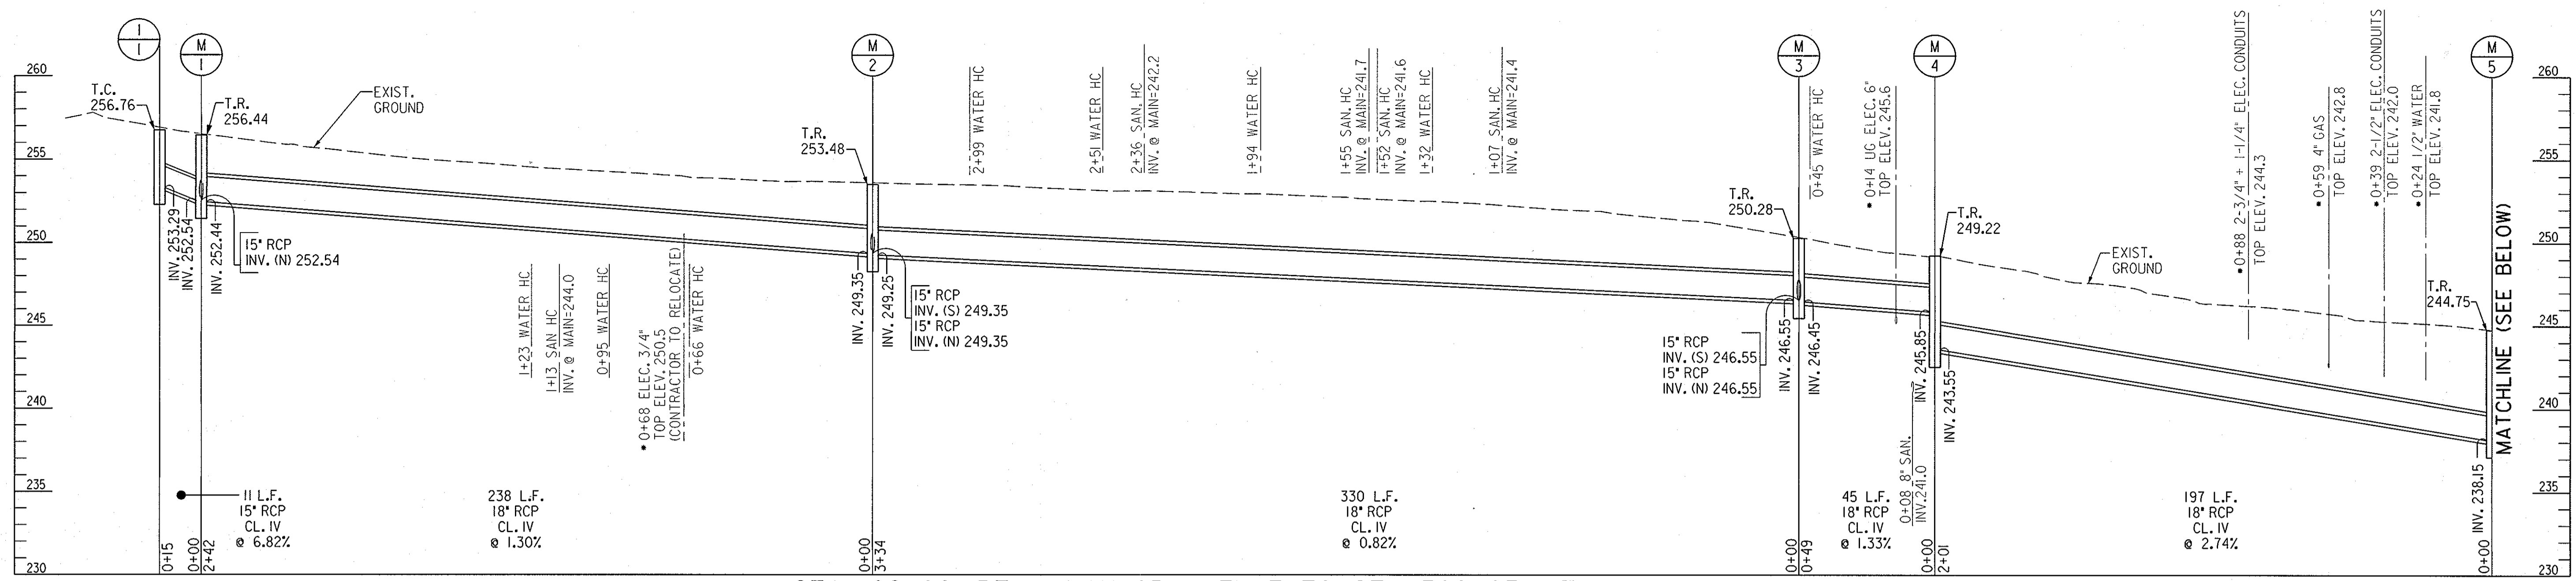 1
1
M
1
M
2
M
3
M
4
M
5
260
255
250
245
240
235
230
260
255
250
245
240
235
230
T.C.
256.76
T.R.
256.44
EXIST.
GROUND
INV. 253.29
INV. 252.54
INV. 252.44
15" RCP
INV. (N) 252.54
1+23 WATER HC
1+13 SAN HC
INV. @ MAIN=244.0
0+95 WATER HC
*0+68 ELEC. 3/4"
TOP ELEV. 250.5
(CONTRACTOR TO RELOCATE)
0+66 WATER HC
T.R.
253.48
INV. 249.35
INV. 249.25
15" RCP
INV. (S) 249.35
15" RCP
INV. (N) 249.35
2+99 WATER HC
2+51 WATER HC
2+36 SAN. HC
INV. @ MAIN=242.2
1+94 WATER HC
1+55 SAN. HC
INV. @ MAIN=241.7
1+52 SAN. HC
INV. @ MAIN=241.6
1+32 WATER HC
1+07 SAN. HC
INV. @ MAIN=241.4
T.R.
250.28
15" RCP
INV. (S) 246.55
15" RCP
INV. (N) 246.55
INV. 246.55
INV. 246.45
0+45 WATER HC
*0+14 UG ELEC. 6"
TOP ELEV. 245.6
T.R.
249.22
INV. 245.85
INV. 243.55
0+08 8" SAN.
INV. 241.0
EXIST.
GROUND
*0+88 2-3/4" + 1-1/4" ELEC. CONDUITS
TOP ELEV. 244.3
*0+59 4" GAS
TOP ELEV. 242.8
*0+39 2-1/2" ELEC. CONDUITS
TOP ELEV. 242.0
*0+24 1/2" WATER
TOP ELEV. 241.8
T.R.
244.75
INV. 238.15
MATCHLINE (SEE BELOW)
11 L.F.
15" RCP
CL. IV
@ 6.82%
238 L.F.
18" RCP
CL. IV
@ 1.30%
330 L.F.
18" RCP
CL. IV
@ 0.82%
45 L.F.
18" RCP
CL. IV
@ 1.33%
197 L.F.
18" RCP
CL. IV
@ 2.74%
0+15
0+00
2+42
0+00
3+34
0+00
0+49
0+00
2+01
0+00